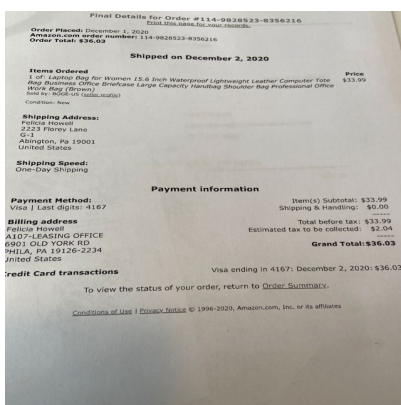 Final Details for Order #114-9828523-8356216
Print this page for your records.
Order Placed: December 1, 2020
Amazon.com order number: 114-9828523-8356216
Order Total: $36.03
Shipped on December 2, 2020
Items Ordered Price
1 of: Laptop Bag for Women 15.6 Inch Waterproof Lightweight Leather Computer Tote $33.99
Bag Business Office Briefcase Large Capacity Handbag Shoulder Bag Professional Office
Work Bag (Brown)
Sold by: BOGE-US (seller profile)
Condition: New
Shipping Address:
Felicia Howell
2223 Florey Lane
G-1
Abington, PA 19001
United States
Shipping Speed:
One-Day Shipping
Payment information
Payment Method: Item(s) Subtotal: $33.99
Visa | Last digits: 4167 Shipping & Handling: $0.00
-----
Billing address Total before tax: $33.99
Felicia Howell Estimated tax to be collected: $2.04
A107-LEASING OFFICE -----
6901 OLD YORK RD Grand Total:$36.03
PHILA, PA 19126-2234
United States
Credit Card transactions Visa ending in 4167: December 2, 2020: $36.03
To view the status of your order, return to Order Summary.
Conditions of Use | Privacy Notice © 1996-2020, Amazon.com, Inc. or its affiliates